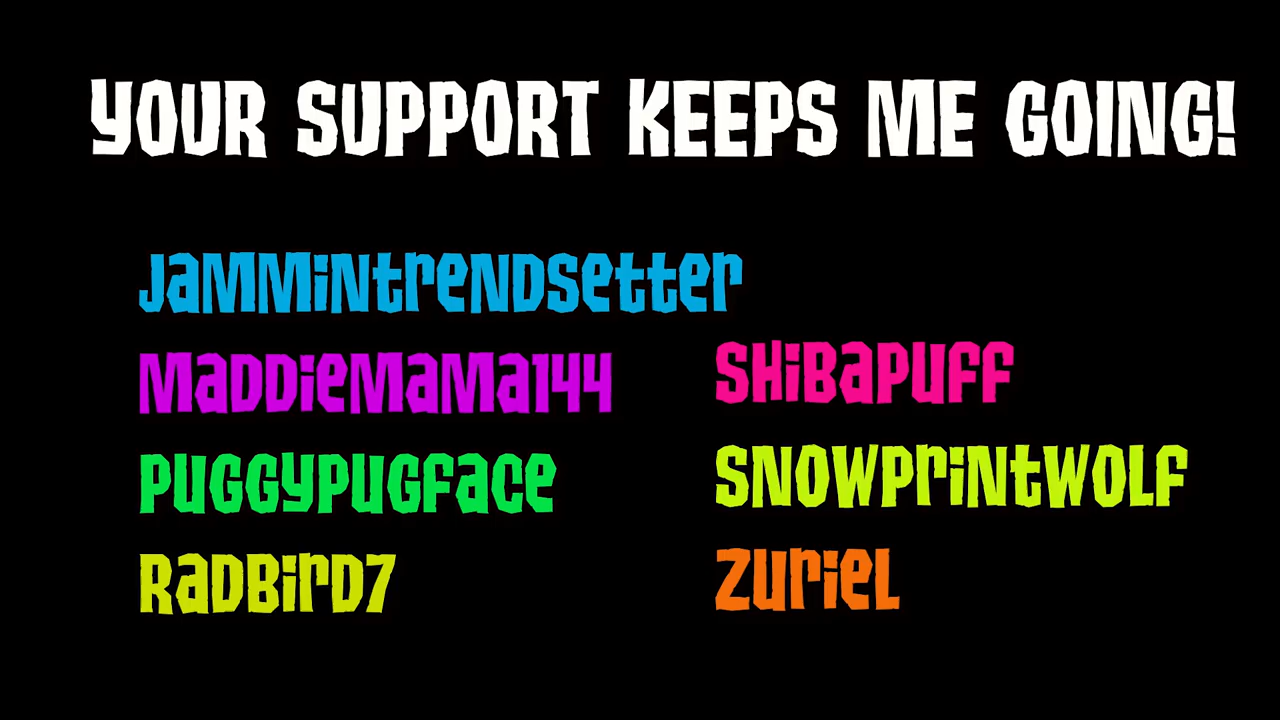 YOUR SUPPORT KEEPS ME GOING!
JaMMiNtreNDsetter
MaDDieMaMa144
PuGGyPuGFace
RaDBirD7
SHiBaPuFF
SNOWPriNtWOLF
Zuriel